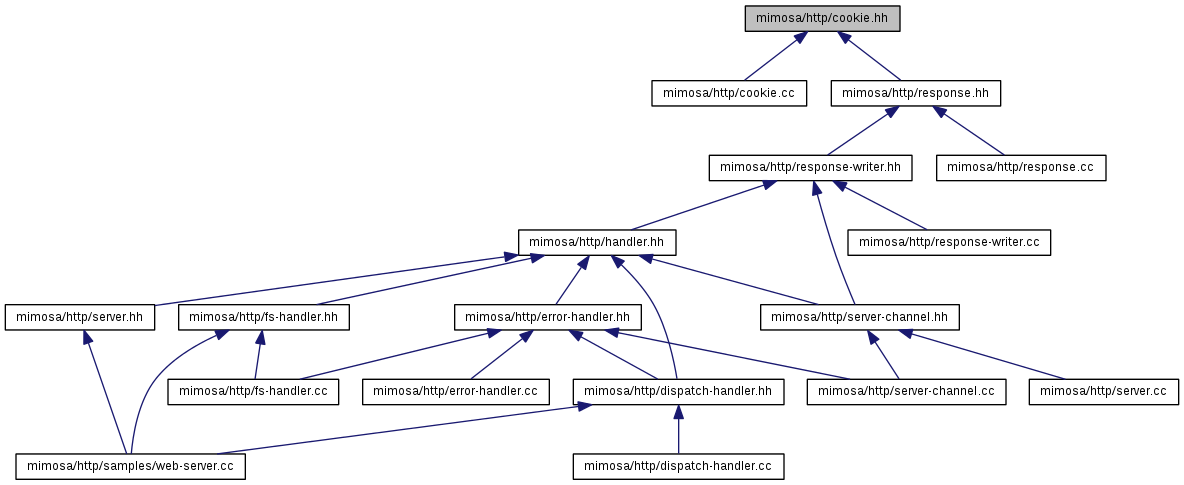 mimosa/http/cookie.hh
mimosa/http/cookie.cc
mimosa/http/response.hh
mimosa/http/response-writer.hh
mimosa/http/response.cc
mimosa/http/handler.hh
mimosa/http/response-writer.cc
mimosa/http/server.hh
mimosa/http/fs-handler.hh
mimosa/http/error-handler.hh
mimosa/http/server-channel.hh
mimosa/http/fs-handler.cc
mimosa/http/error-handler.cc
mimosa/http/dispatch-handler.hh
mimosa/http/server-channel.cc
mimosa/http/server.cc
mimosa/http/samples/web-server.cc
mimosa/http/dispatch-handler.cc